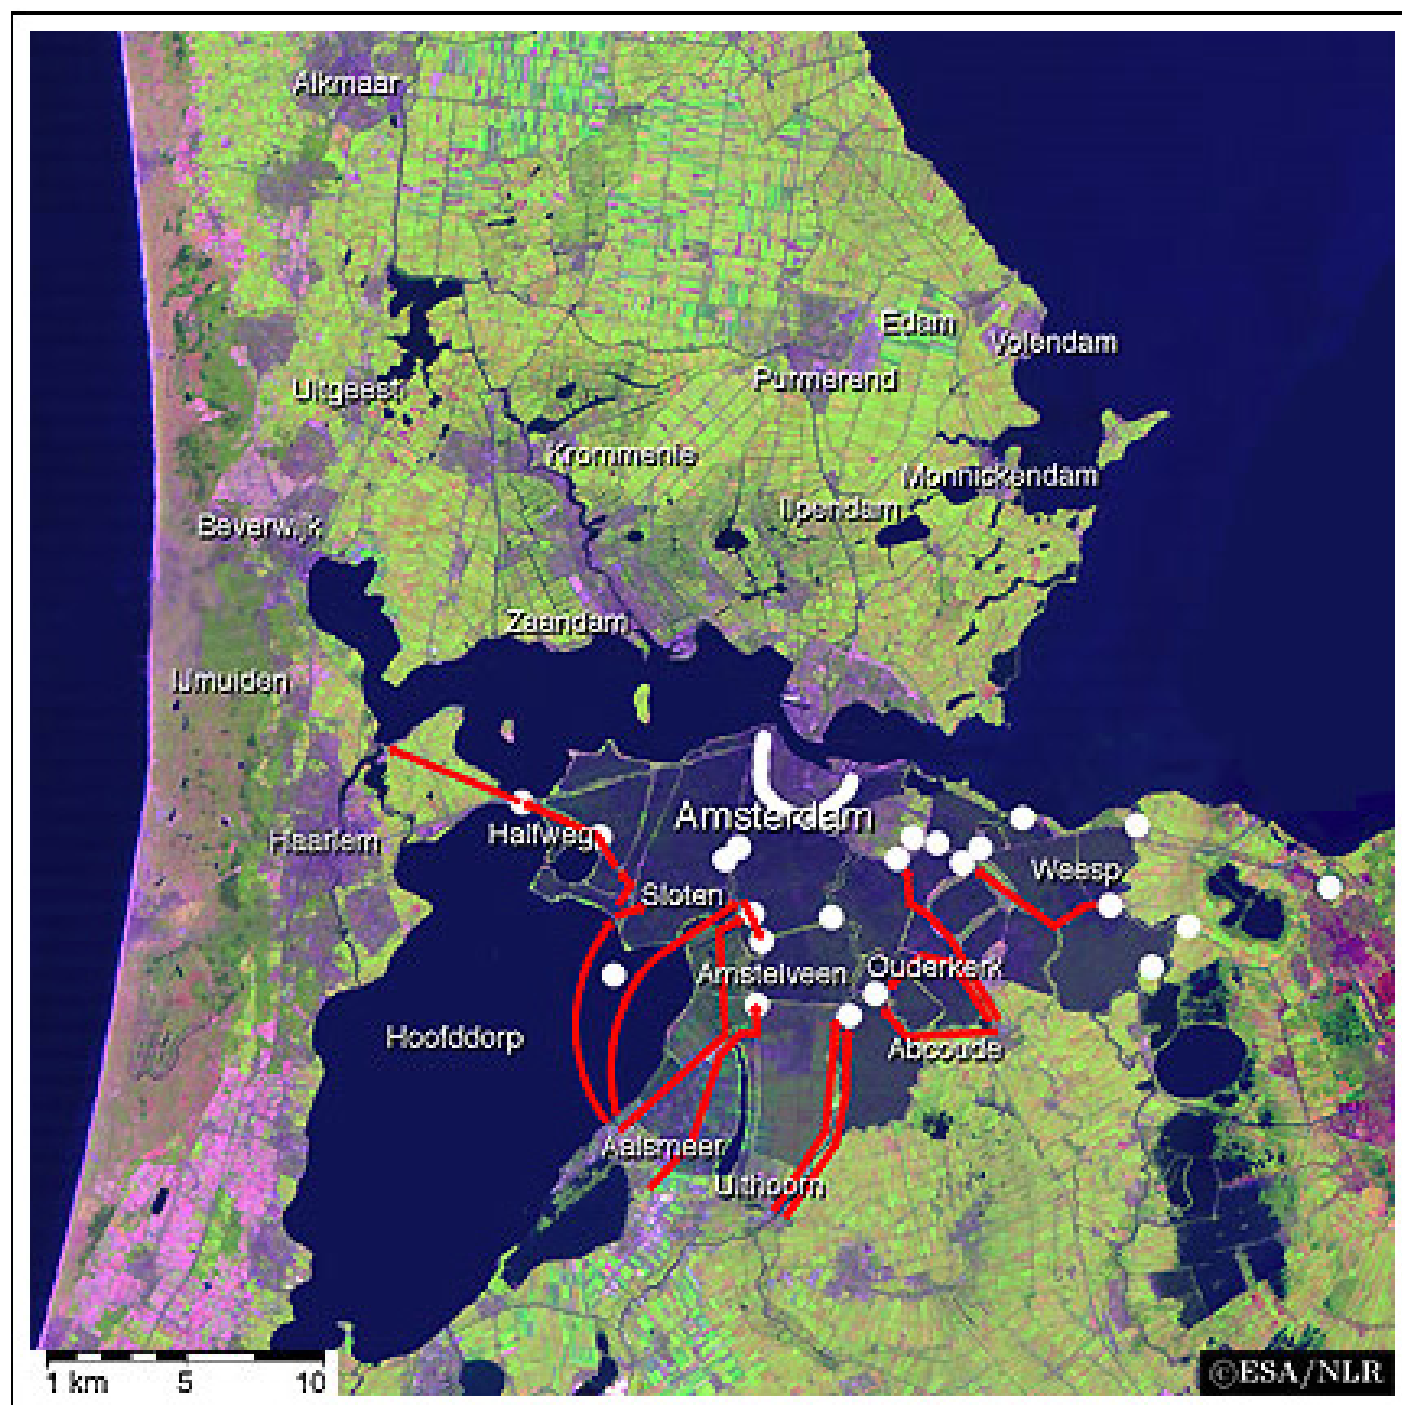 Alkmaar
Edam
Volendam
Purmerend
Uitgeest
Krommenie
Monnickendam
Ilpendam
Beverwijk
Zaandam
IJmuiden
Amsterdam
Halfweg
Haarlem
Weesp
Sloten
Amstelveen
Ouderkerk
Hoofddorp
Abcoude
Aalsmeer
Uithoorn
1 km 5 10
©ESA/NLR